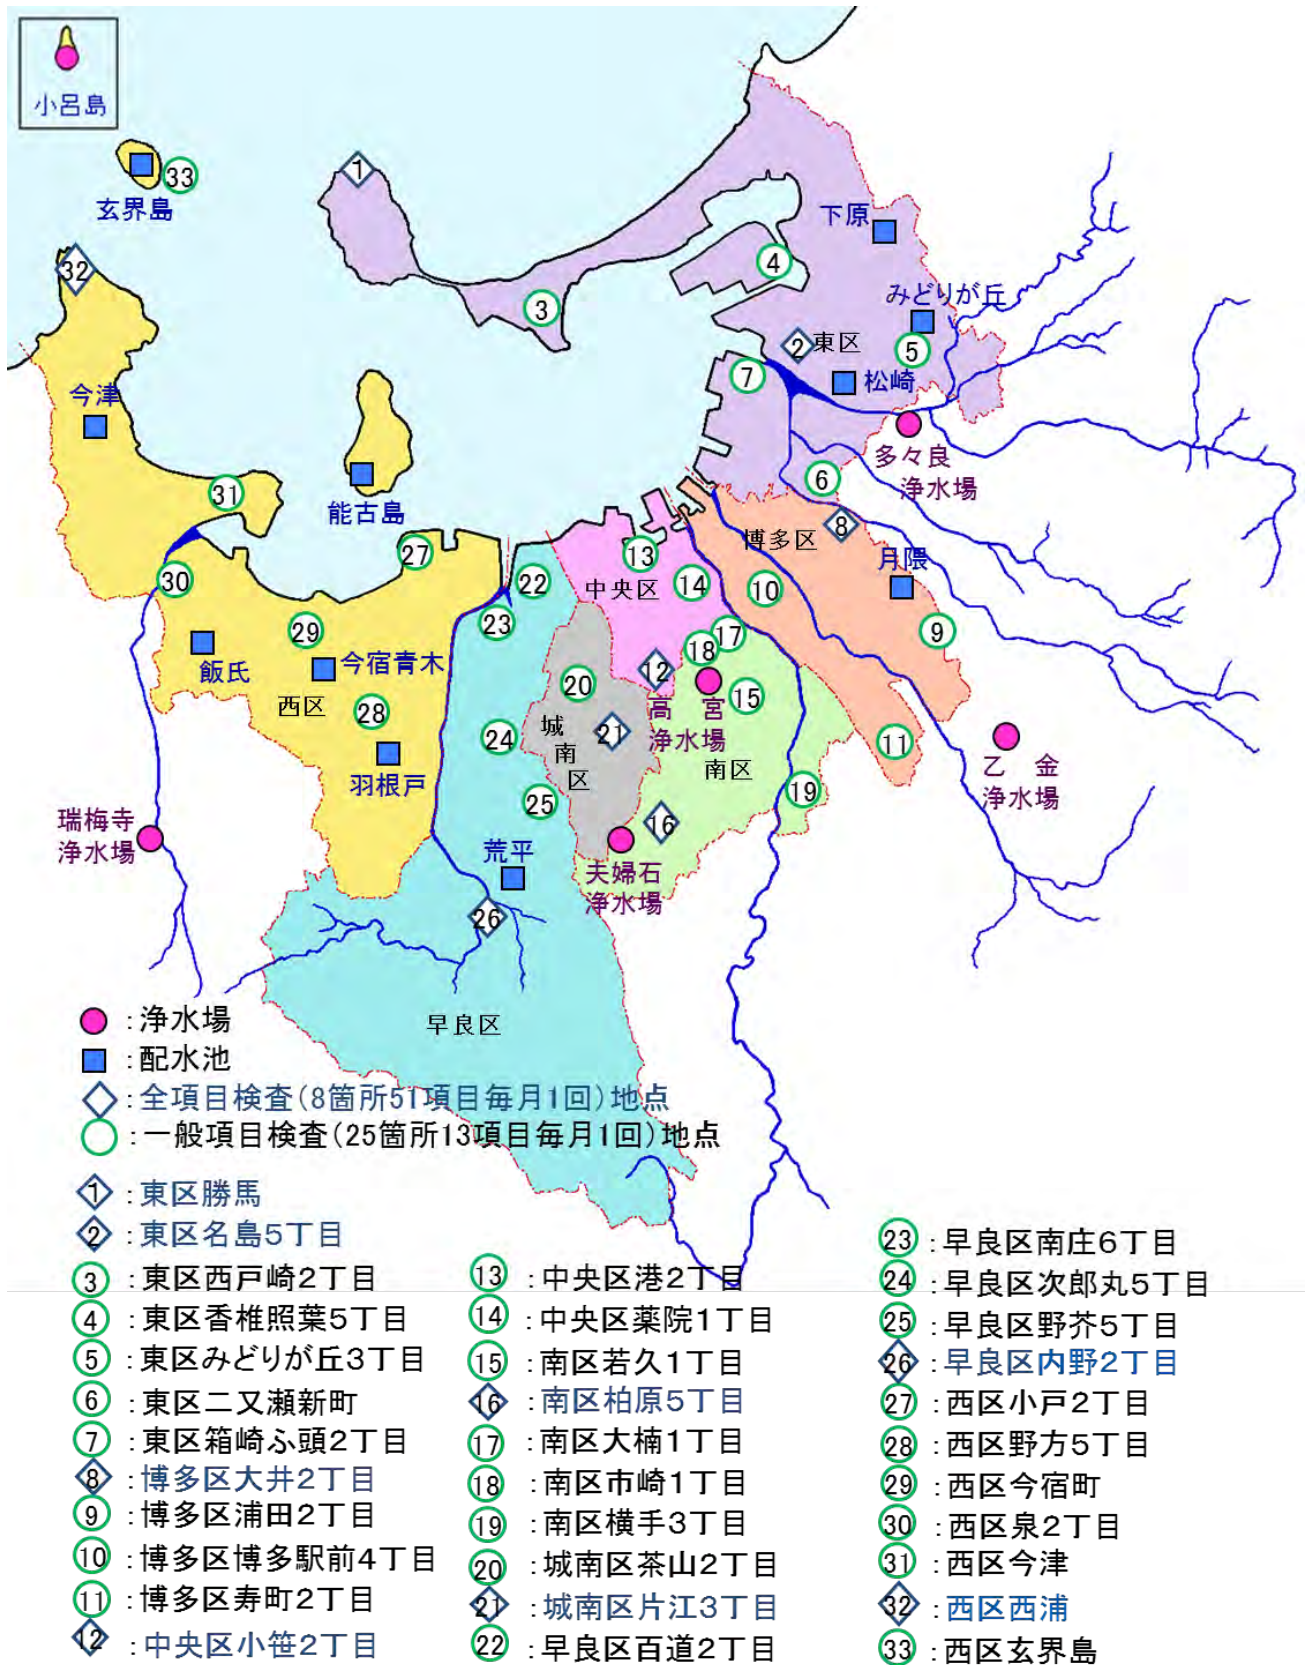 小呂島
玄界島
33
1
32
下原
4
みどりが丘
3
2
東区
5
7
松崎
今津
多々良
浄水場
6
31
能古島
8
博多区
月隈
27
13
中央区
30
22
14
10
23
9
29
17
18
飯氏
今宿青木
12
20
15
西区
28
高 宮
浄水場
城南区
21
24
11
乙 金
浄水場
羽根戸
南区
19
25
16
瑞梅寺
浄水場
荒平
夫婦石
浄水場
26
早良区
:浄水場
:配水池
:全項目検査(8箇所51項目毎月1回)地点
:一般項目検査(25箇所13項目毎月1回)地点
1:東区勝馬
2:東区名島5丁目
3:東区西戸崎2丁目
4:東区香椎照葉5丁目
5:東区みどりが丘3丁目
6:東区二又瀬新町
7:東区箱崎ふ頭2丁目
8:博多区大井2丁目
9:博多区浦田2丁目
10:博多区博多駅前4丁目
11:博多区寿町2丁目
12:中央区小笹2丁目
13:中央区港2丁目
14:中央区薬院1丁目
15:南区若久1丁目
16:南区柏原5丁目
17:南区大楠1丁目
18:南区市崎1丁目
19:南区横手3丁目
20:城南区茶山2丁目
21:城南区片江3丁目
22:早良区百道2丁目
23:早良区南庄6丁目
24:早良区次郎丸5丁目
25:早良区野芥5丁目
26:早良区内野2丁目
27:西区小戸2丁目
28:西区野方5丁目
29:西区今宿町
30:西区泉2丁目
31:西区今津
32:西区西浦
33:西区玄界島